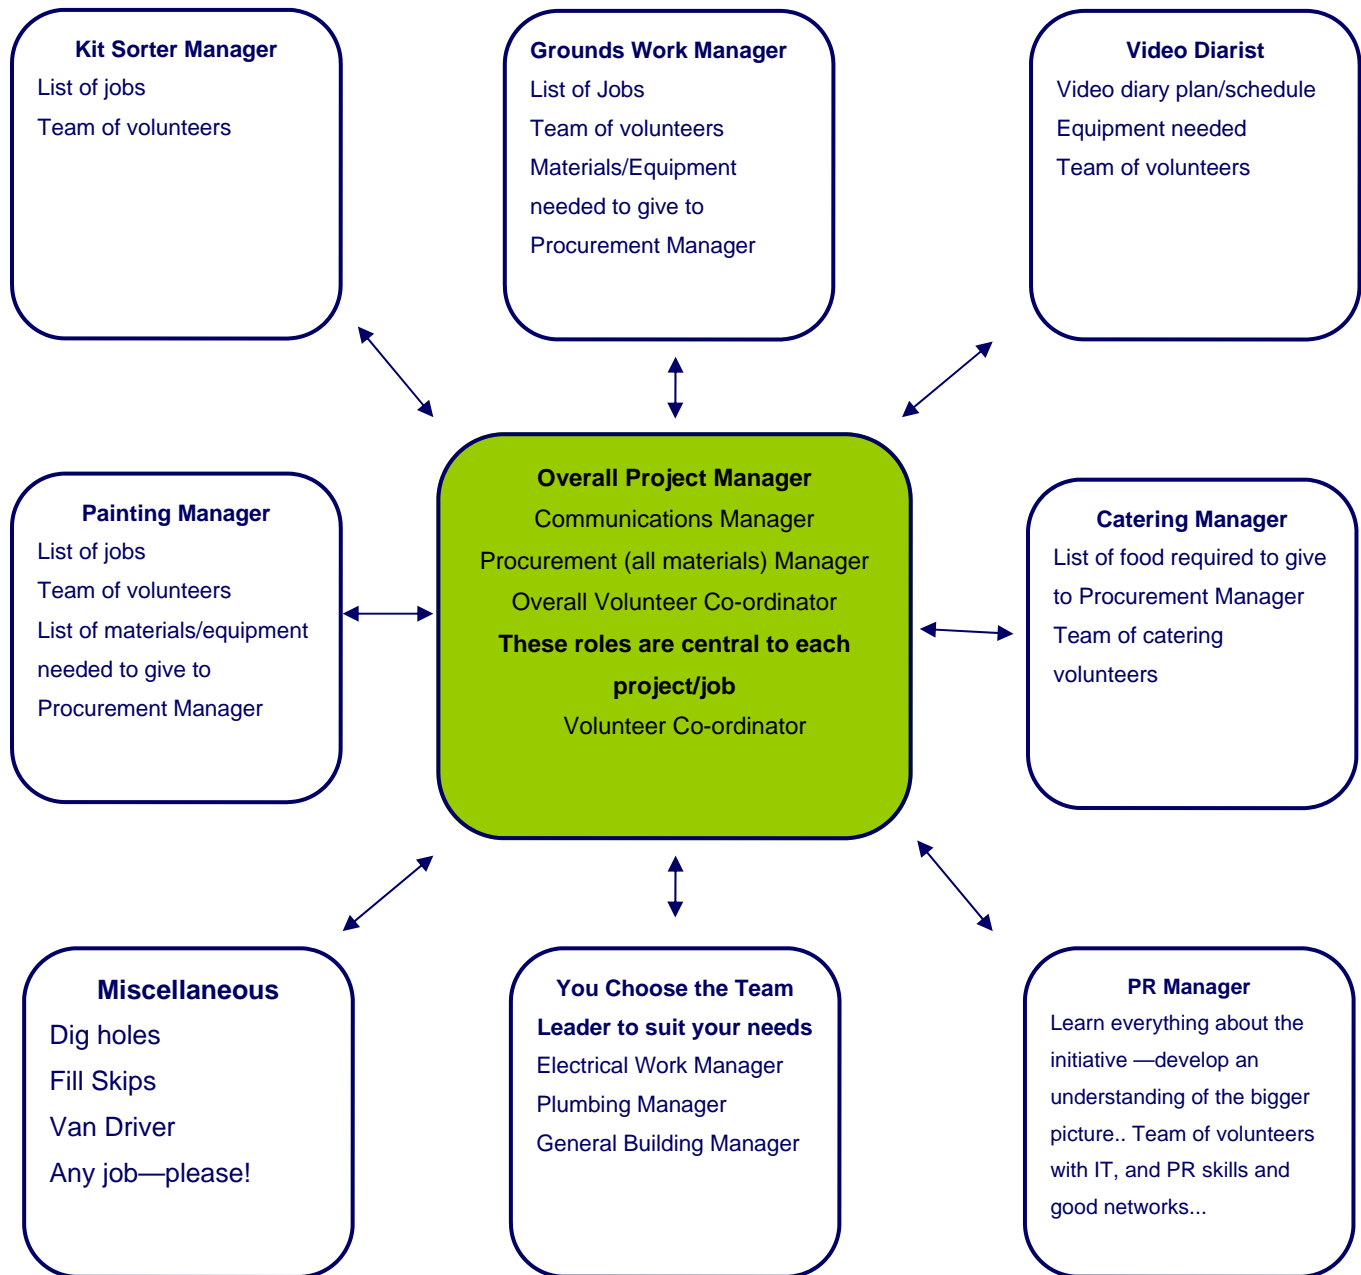 Kit Sorter Manager
List of jobs
Team of volunteers
Grounds Work Manager
List of Jobs
Team of volunteers
Materials/Equipment
needed to give to
Procurement Manager
Video Diarist
Video diary plan/schedule
Equipment needed
Team of volunteers
Painting Manager
List of jobs
Team of volunteers
List of materials/equipment
needed to give to
Procurement Manager
Overall Project Manager
Communications Manager
Procurement (all materials) Manager
Overall Volunteer Co-ordinator
These roles are central to each
project/job
Volunteer Co-ordinator
Catering Manager
List of food required to give
to Procurement Manager
Team of catering
volunteers
Miscellaneous
Dig holes
Fill Skips
Van Driver
Any job—please!
You Choose the Team
Leader to suit your needs
Electrical Work Manager
Plumbing Manager
General Building Manager
PR Manager
Learn everything about the
initiative —develop an
understanding of the bigger
picture.. Team of volunteers
with IT, and PR skills and
good networks...